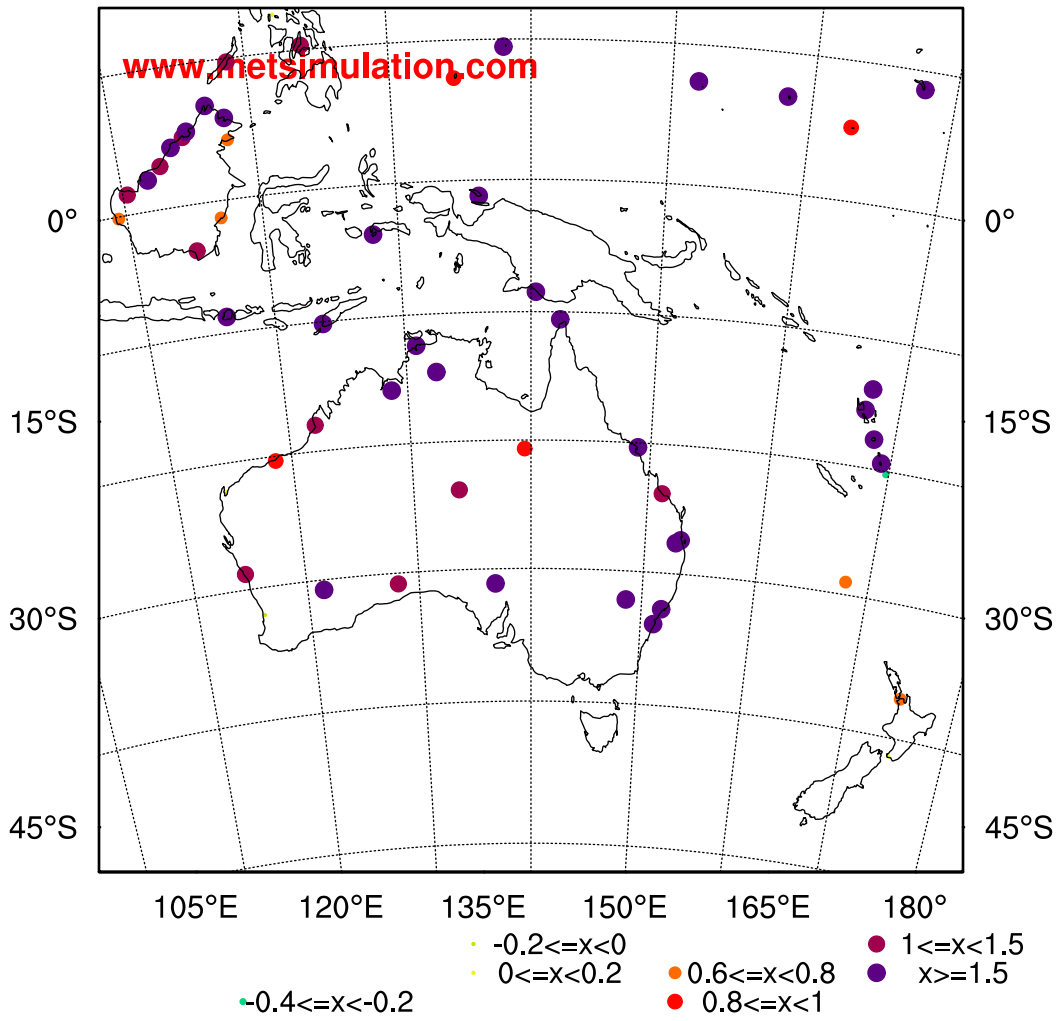 www.metsimulation.com
0° 0°
15°S 15°S
30°S 30°S
45°S 45°S
105°E 120°E 135°E 150°E 165°E 180°
-0.2<=x<0 1<=x<1.5
0<=x<0.2 0.6<=x<0.8 x>=1.5
-0.4<=x<-0.2 0.8<=x<1